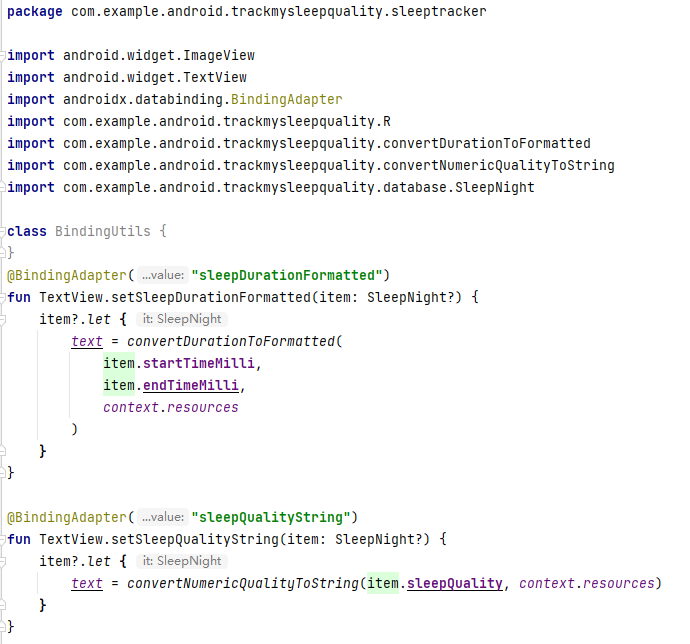 package com.example.android.trackmysleepquality.sleeptracker
import android.widget.ImageView
import android.widget.TextView
import androidx.databinding.BindingAdapter
import com.example.android.trackmysleepquality.R
import com.example.android.trackmysleepquality.convertDurationToFormatted
import com.example.android.trackmysleepquality.convertNumericQualityToString
import com.example.android.trackmysleepquality.database.SleepNight
class BindingUtils {
}
@BindingAdapter( ...value: "sleepDurationFormatted")
fun TextView.setSleepDurationFormatted(item: SleepNight?) {
item?.let { it: SleepNight
text = convertDurationToFormatted(
item.startTimeMilli,
item.endTimeMilli,
context.resources
)
}
}
@BindingAdapter( ...value: "sleepQualityString")
fun TextView.setSleepQualityString(item: SleepNight?) {
item?.let { it: SleepNight
text = convertNumericQualityToString(item.sleepQuality, context.resources)
}
}